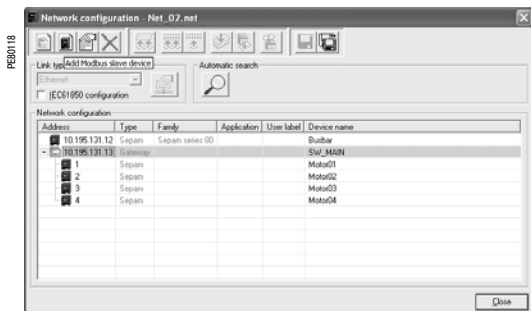 Network configuration - Net_02.net
PE80118
Add Modbus slave device
Link type
Automatic search
Ethernet
IEC61850 configuration
Network configuration
Address Type Family Application User label Device name
10.195.131.12 Sepam Sepam series 80 Busbar
10.195.131.13 Gateway SW_MAIN
1 Sepam Motor01
2 Sepam Motor02
3 Sepam Motor03
4 Sepam Motor04
Close